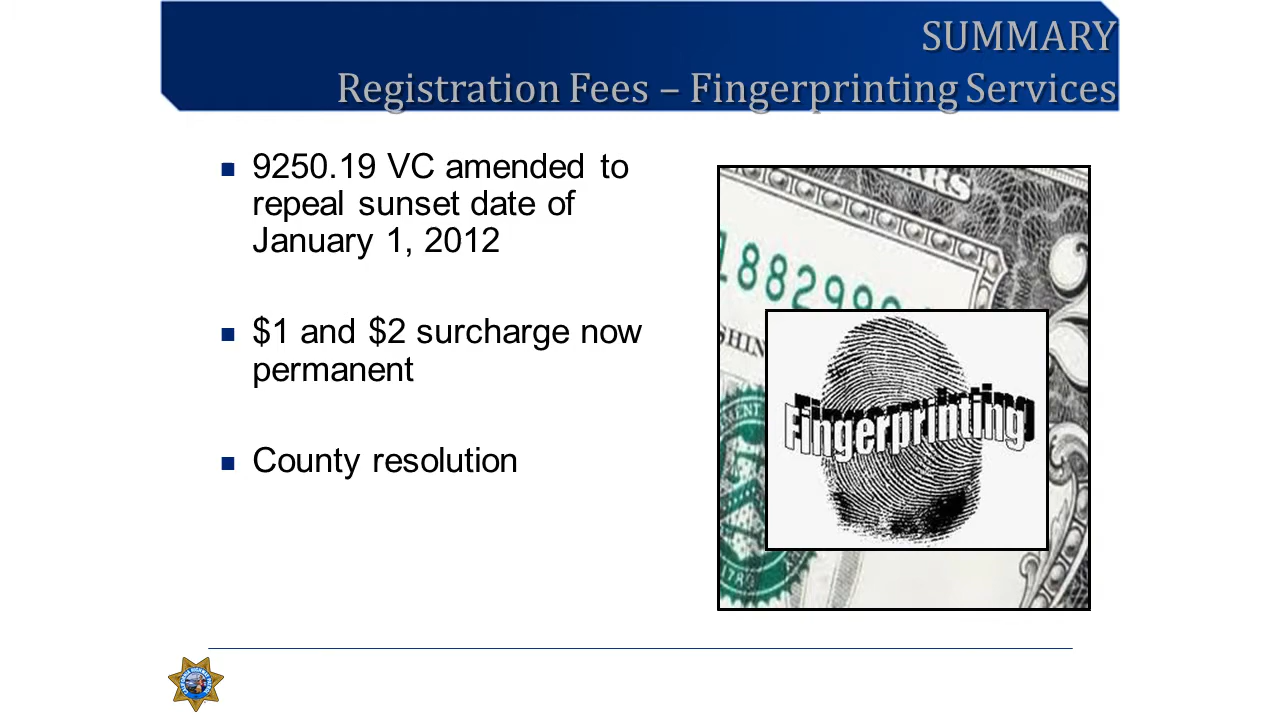 SUMMARY
Registration Fees – Fingerprinting Services
9250.19 VC amended to
repeal sunset date of
January 1, 2012
$1 and $2 surcharge now
permanent
County resolution
Fingerprinting